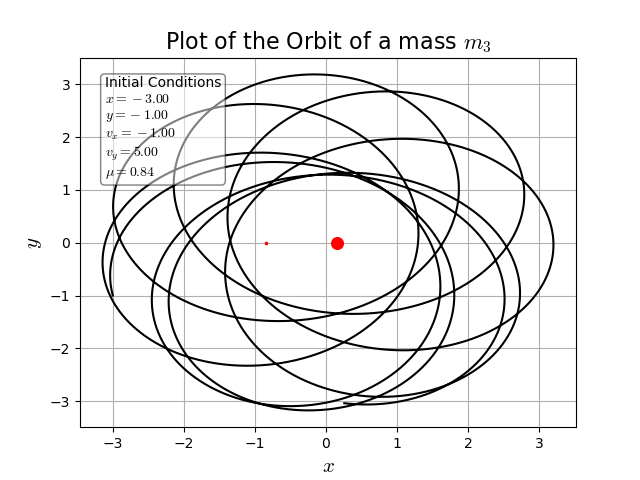 Plot of the Orbit of a mass m₃
Initial Conditions
x = −3.00
y = −1.00
vₓ = −1.00
v_y = 5.00
μ = 0.84
3
2
1
0
−1
−2
−3
y
−3 −2 −1 0 1 2 3
x